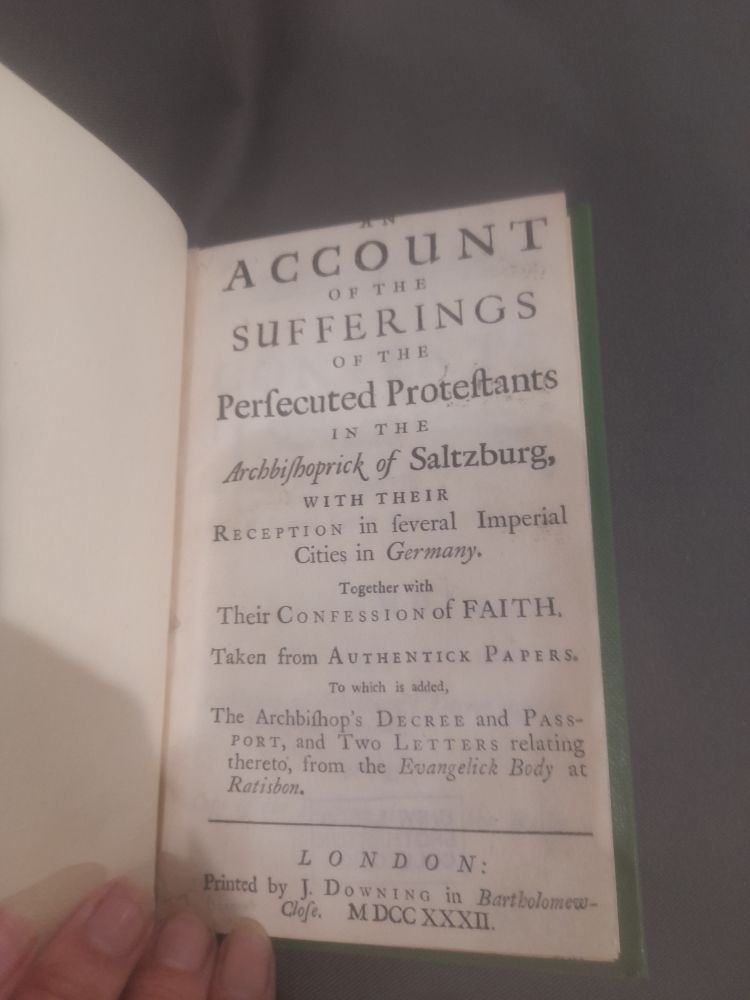 AN
ACCOUNT
OF THE
SUFFERINGS
OF THE
Perſecuted Proteſtants
IN THE
Archbiſhoprick of Saltzburg,
WITH THEIR
RECEPTION in ſeveral Imperial
Cities in Germany.
Together with
Their CONFESSION of FAITH.
Taken from AUTHENTICK PAPERS.
To which is added,
The Archbiſhop's DECREE and PASS-
PORT, and Two LETTERS relating
thereto, from the Evangelick Body at
Ratisbon.
LONDON:
Printed by J. DOWNING in Bartholomew-
Cloſe. MDCCXXXII.